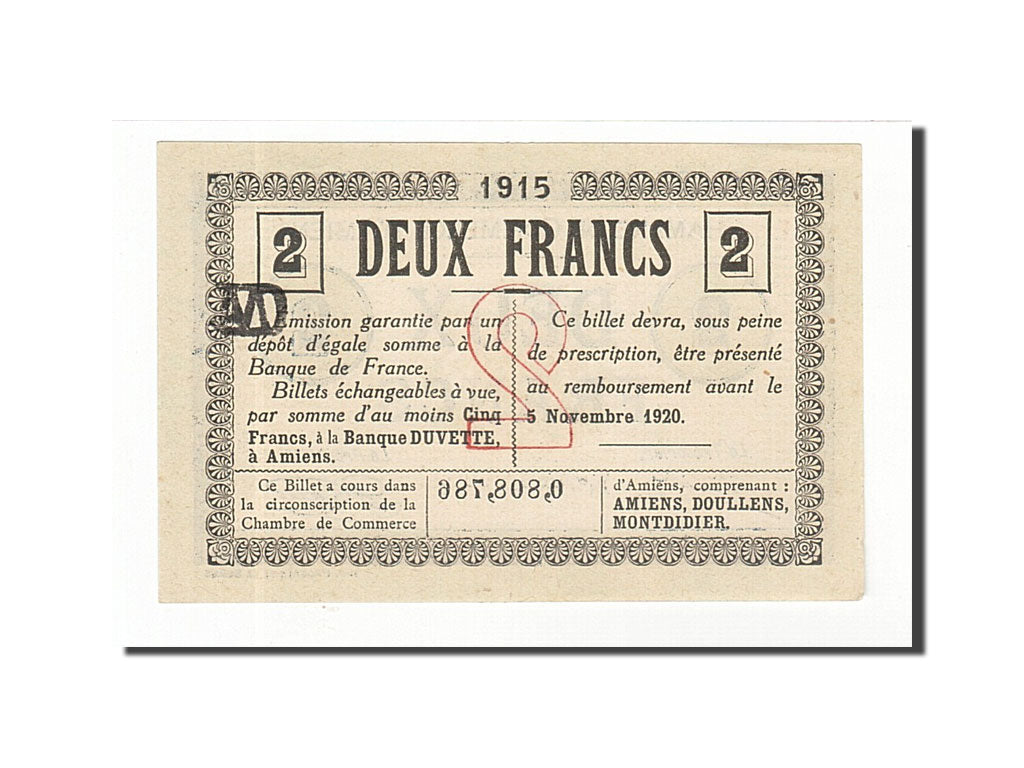 1915
2 DEUX FRANCS 2
MD
Emission garantie par un
dépôt d'égale somme à la
Banque de France.
Billets échangeables à vue,
par somme d'au moins Cinq
Francs, à la Banque DUVETTE,
à Amiens.
2
Ce billet devra, sous peine
de prescription, être présenté
au remboursement avant le
5 Novembre 1920.
Ce Billet a cours dans
la circonscription de la
Chambre de Commerce
0,808,786
d'Amiens, comprenant :
AMIENS, DOULLENS,
MONTDIDIER.